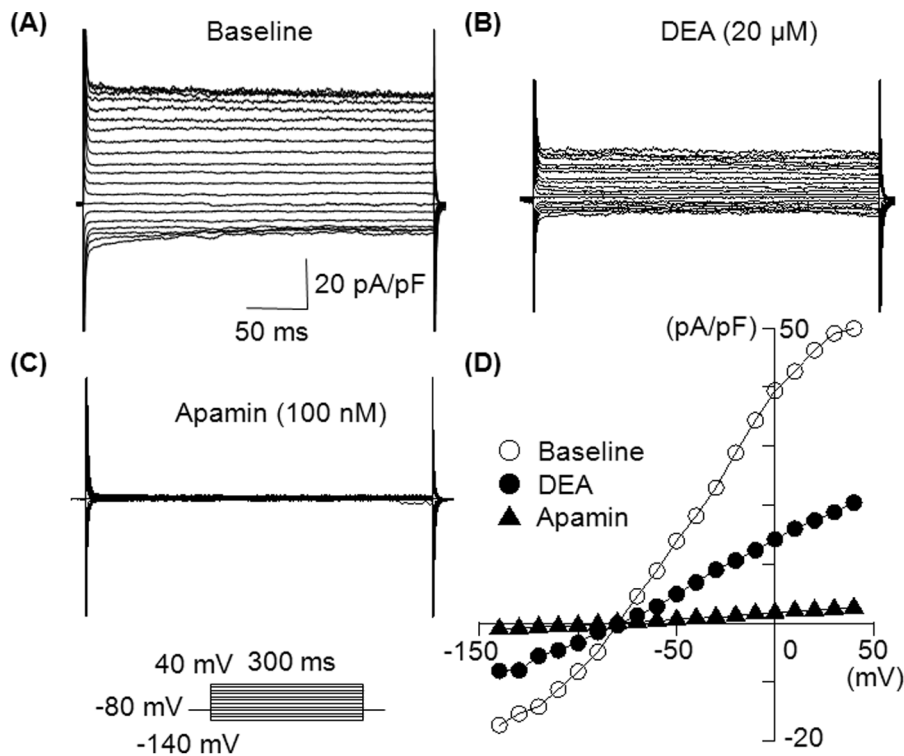 (A)
Baseline
20 pA/pF
50 ms
(B)
DEA (20 µM)
(C)
Apamin (100 nM)
40 mV
300 ms
-80 mV
-140 mV
(D)
(pA/pF)
50
Baseline
DEA
Apamin
-150
-50
0
50
(mV)
-20